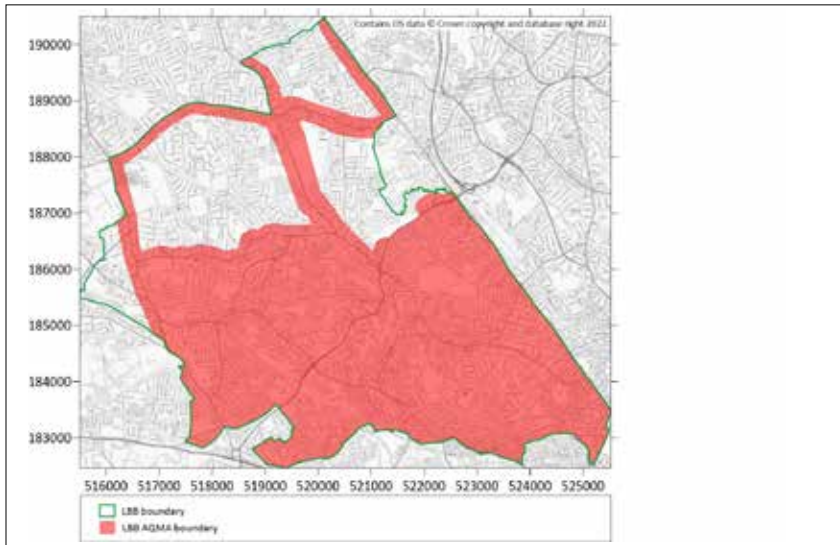 Contains OS data © Crown copyright and database right 2022
190000
189000
188000
187000
186000
185000
184000
183000
516000 517000 518000 519000 520000 521000 522000 523000 524000 525000
LBB boundary
LBB AQMA boundary